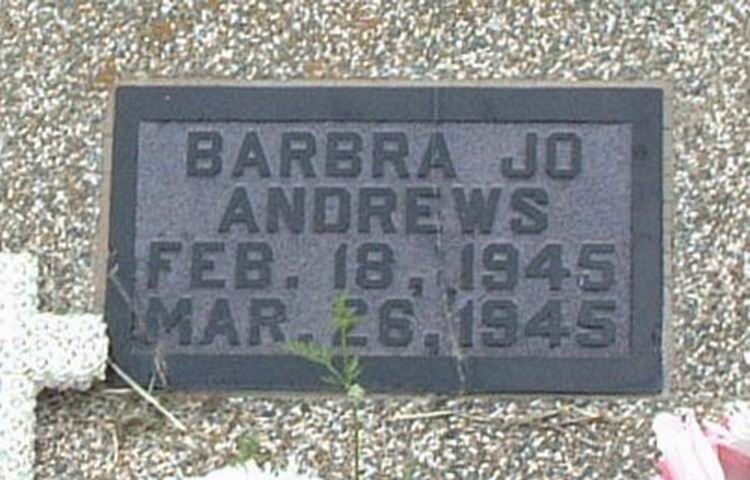 BARBRA JO
ANDREWS
FEB. 18, 1945
MAR. 26, 1945